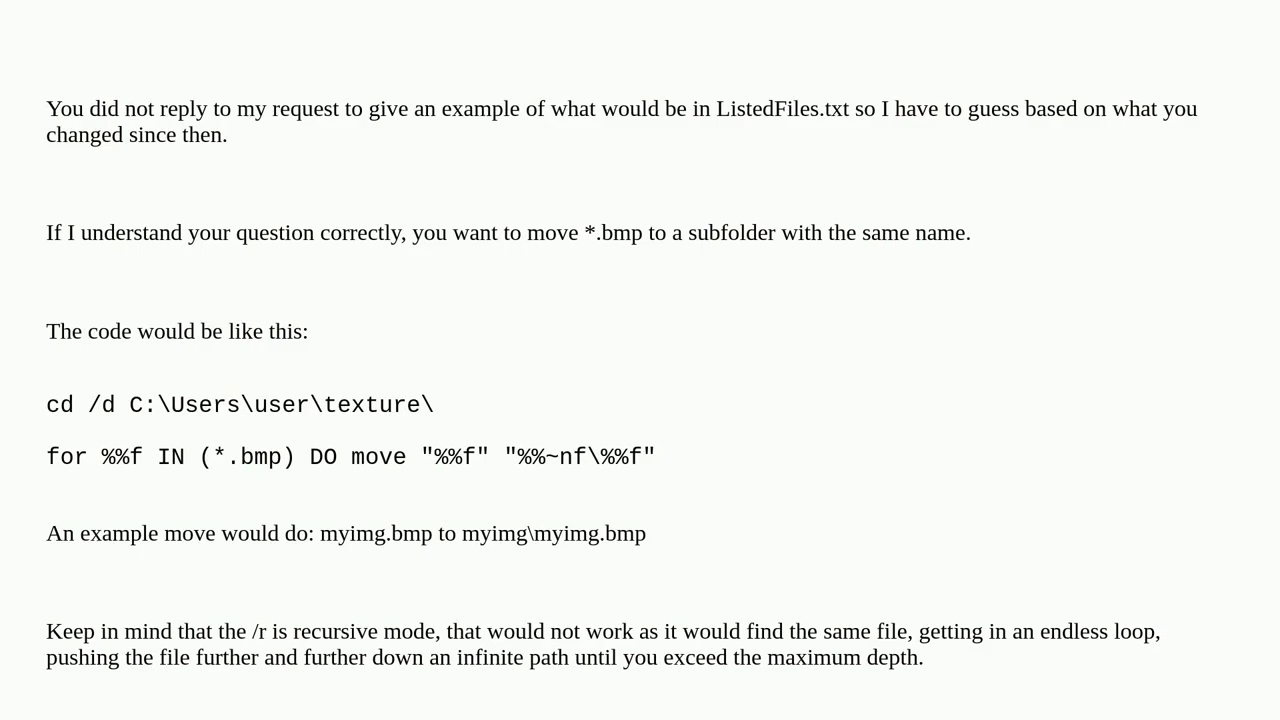 You did not reply to my request to give an example of what would be in ListedFiles.txt so I have to guess based on what you
changed since then.
If I understand your question correctly, you want to move *.bmp to a subfolder with the same name.
The code would be like this:
cd /d C:\Users\user\texture\
for %%f IN (*.bmp) DO move "%%f" "%%~nf\%%f"
An example move would do: myimg.bmp to myimg\myimg.bmp
Keep in mind that the /r is recursive mode, that would not work as it would find the same file, getting in an endless loop,
pushing the file further and further down an infinite path until you exceed the maximum depth.